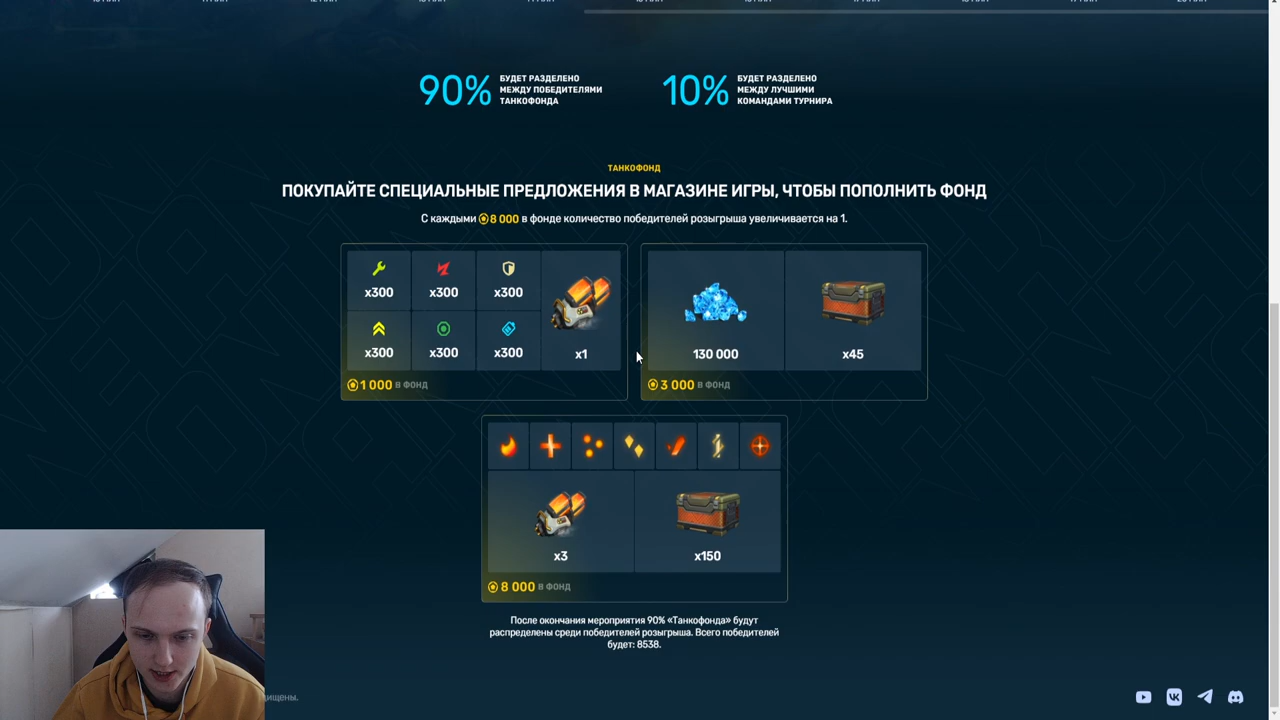 90%
БУДЕТ РАЗДЕЛЕНО
МЕЖДУ ПОБЕДИТЕЛЯМИ
ТАНКОФОНДА
10%
БУДЕТ РАЗДЕЛЕНО
МЕЖДУ ЛУЧШИМИ
КОМАНДАМИ ТУРНИРА
ТАНКОФОНД
ПОКУПАЙТЕ СПЕЦИАЛЬНЫЕ ПРЕДЛОЖЕНИЯ В МАГАЗИНЕ ИГРЫ, ЧТОБЫ ПОПОЛНИТЬ ФОНД
С каждыми 8 000 в фонде количество победителей розыгрыша увеличивается на 1.
x300 x300 x300
x300 x300 x300 x1
1 000 В ФОНД
130 000 x45
3 000 В ФОНД
x3 x150
8 000 В ФОНД
После окончания мероприятия 90% «Танкофонда» будут
распределены среди победителей розыгрыша. Всего победителей
будет: 8538.